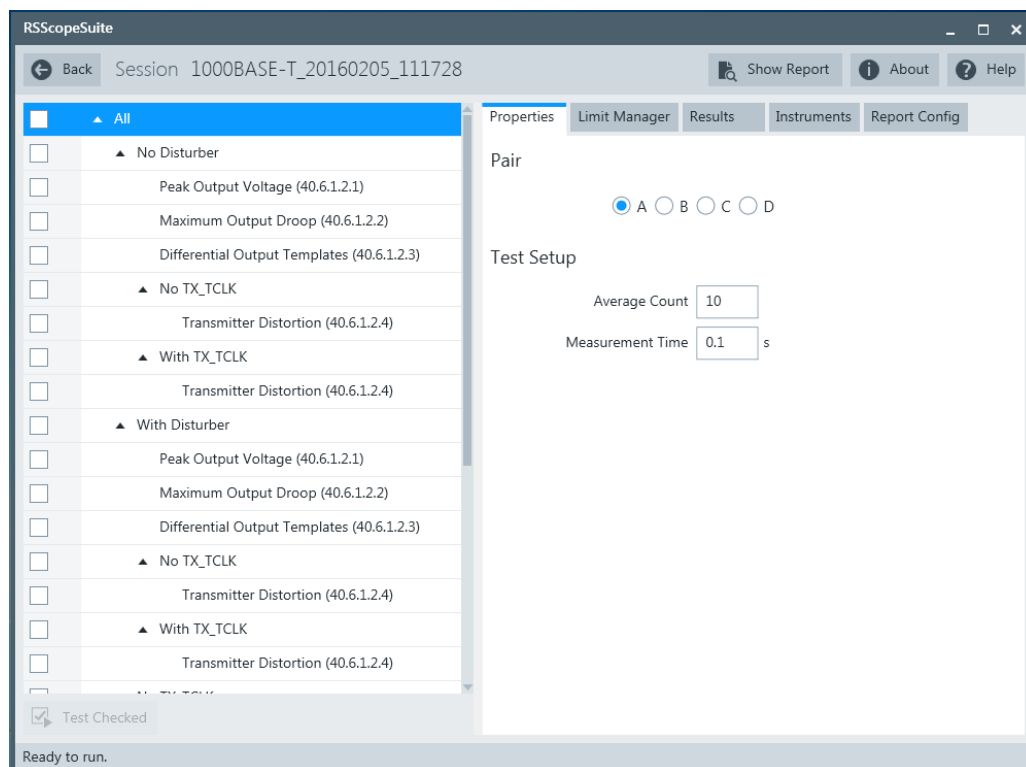 RSScopeSuite
Back Session 1000BASE-T_20160205_111728 Show Report About Help
All
No Disturber
Peak Output Voltage (40.6.1.2.1)
Maximum Output Droop (40.6.1.2.2)
Differential Output Templates (40.6.1.2.3)
No TX_TCLK
Transmitter Distortion (40.6.1.2.4)
With TX_TCLK
Transmitter Distortion (40.6.1.2.4)
With Disturber
Peak Output Voltage (40.6.1.2.1)
Maximum Output Droop (40.6.1.2.2)
Differential Output Templates (40.6.1.2.3)
No TX_TCLK
Transmitter Distortion (40.6.1.2.4)
With TX_TCLK
Transmitter Distortion (40.6.1.2.4)
Test Checked
Properties Limit Manager Results Instruments Report Config
Pair
A B C D
Test Setup
Average Count 10
Measurement Time 0.1 s
Ready to run.